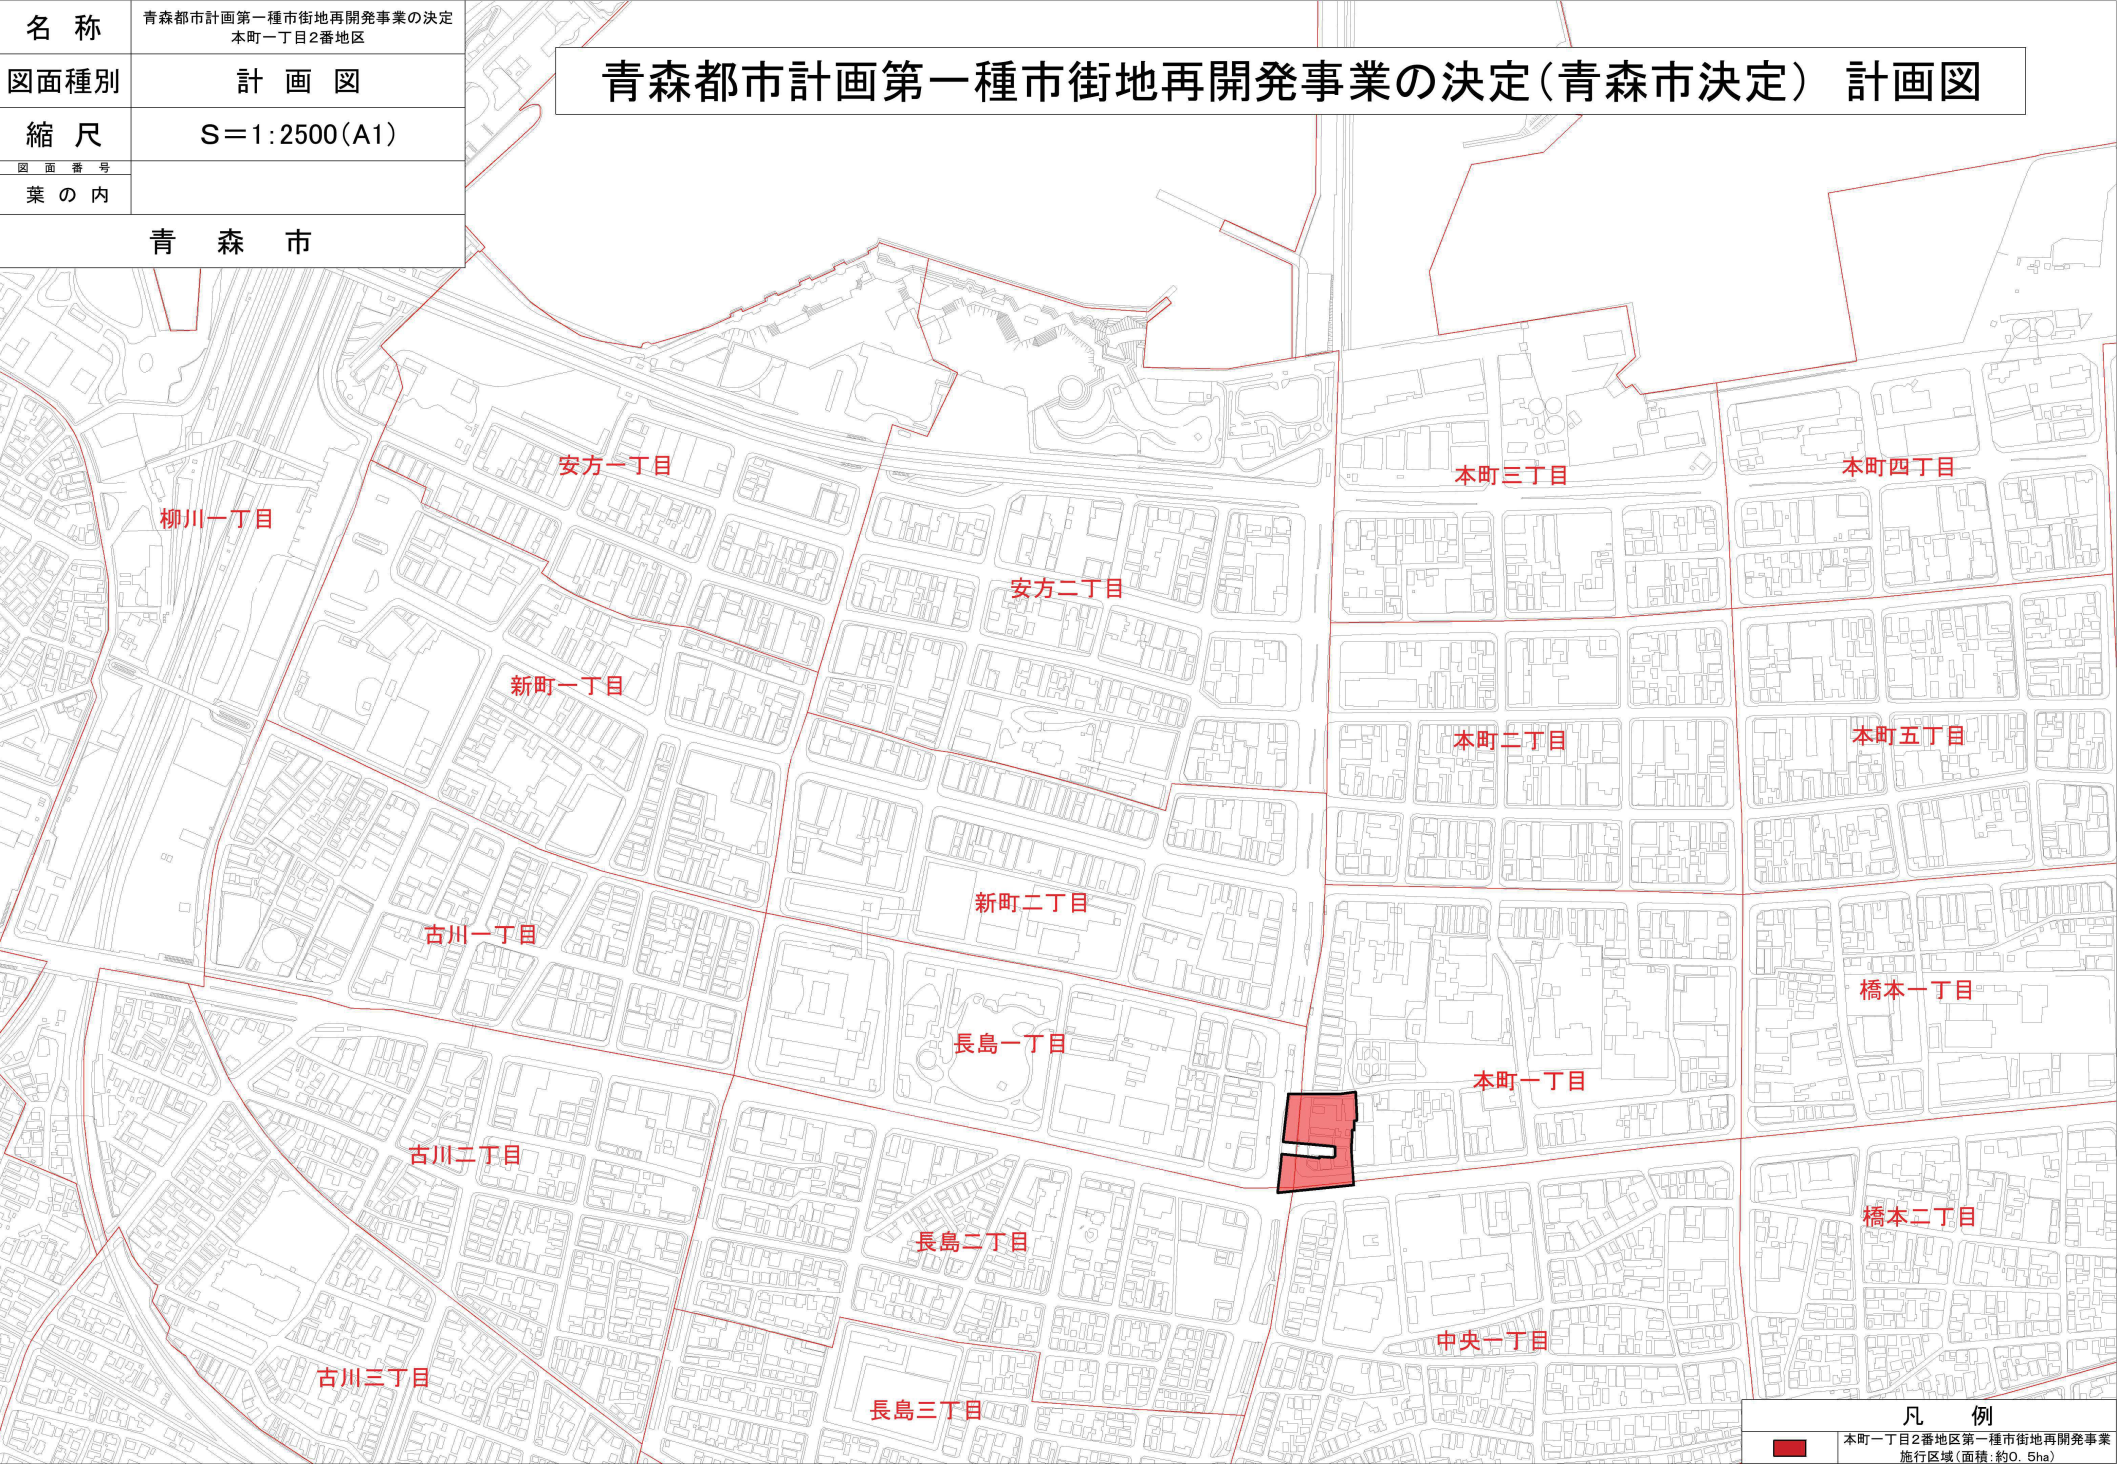 名 称
青森都市計画第一種市街地再開発事業の決定
本町一丁目2番地区
図面種別
計 画 図
縮 尺
S=1:2500(A1)
図 面 番 号
葉 の 内
青 森 市
青森都市計画第一種市街地再開発事業の決定(青森市決定) 計画図
安方一丁目
本町三丁目
本町四丁目
柳川一丁目
安方二丁目
新町一丁目
本町二丁目
本町五丁目
新町二丁目
古川一丁目
橋本一丁目
長島一丁目
本町一丁目
古川二丁目
橋本二丁目
長島二丁目
中央一丁目
古川三丁目
長島三丁目
凡 例
本町一丁目2番地区第一種市街地再開発事業
施行区域(面積:約0.5ha)